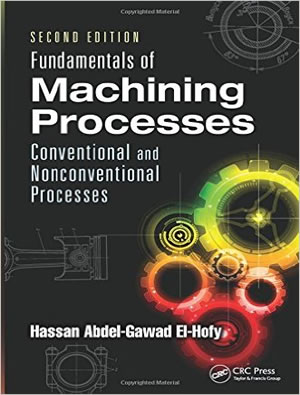 SECOND EDITION
Fundamentals of
Machining
Processes
Conventional and
Nonconventional
Processes
Hassan Abdel-Gawad El-Hofy
CRC
CRC Press
Taylor & Francis Group